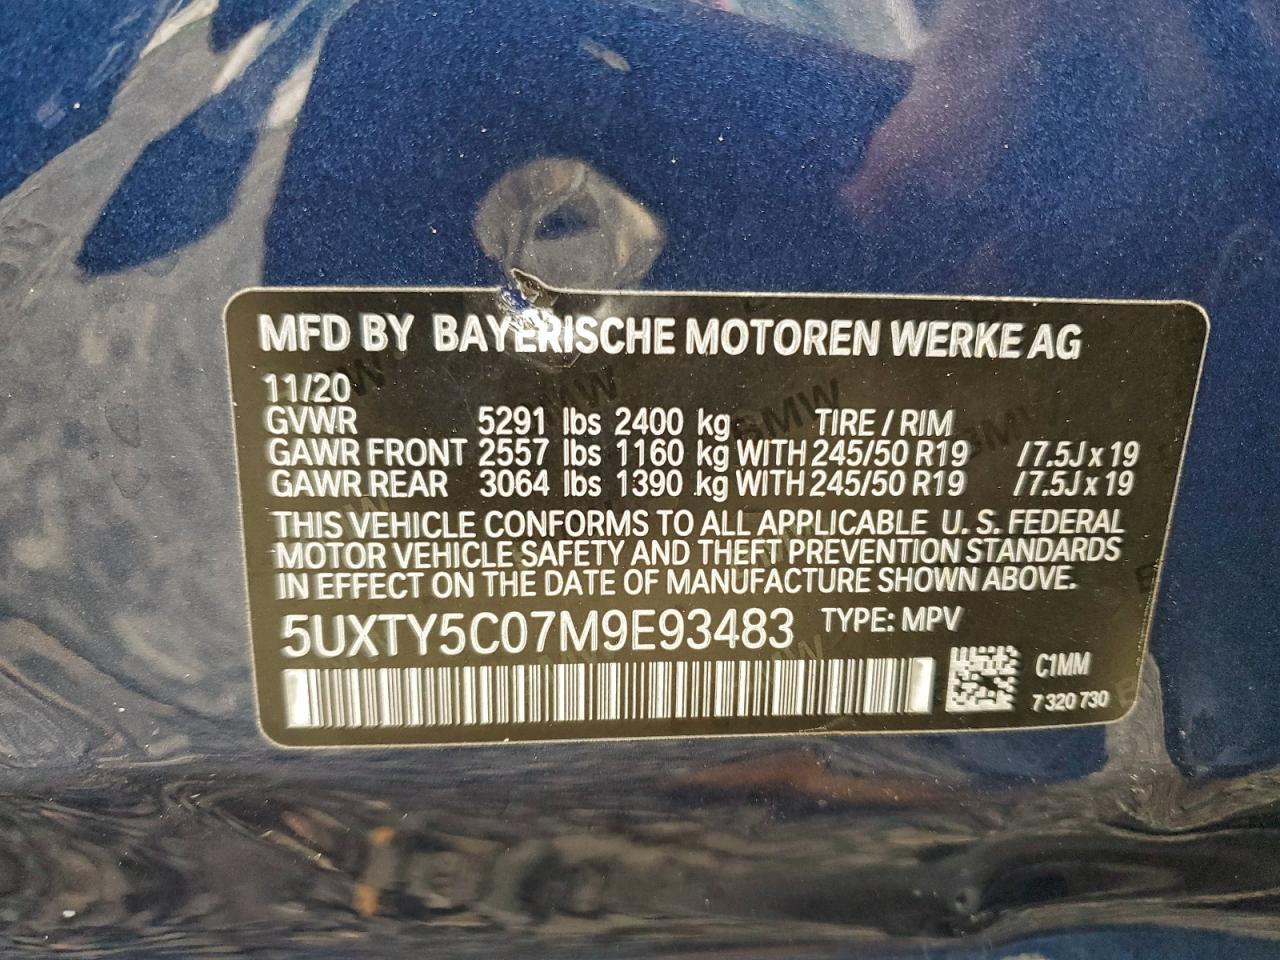 MFD BY BAYERISCHE MOTOREN WERKE AG
11/20
GVWR 5291 lbs 2400 kg TIRE / RIM
GAWR FRONT 2557 lbs 1160 kg WITH 245/50 R19 /7.5J x 19
GAWR REAR 3064 lbs 1390 kg WITH 245/50 R19 /7.5J x 19
THIS VEHICLE CONFORMS TO ALL APPLICABLE U. S. FEDERAL
MOTOR VEHICLE SAFETY AND THEFT PREVENTION STANDARDS
IN EFFECT ON THE DATE OF MANUFACTURE SHOWN ABOVE.
5UXTY5C07M9E93483 TYPE: MPV
C1MM
7 320 730